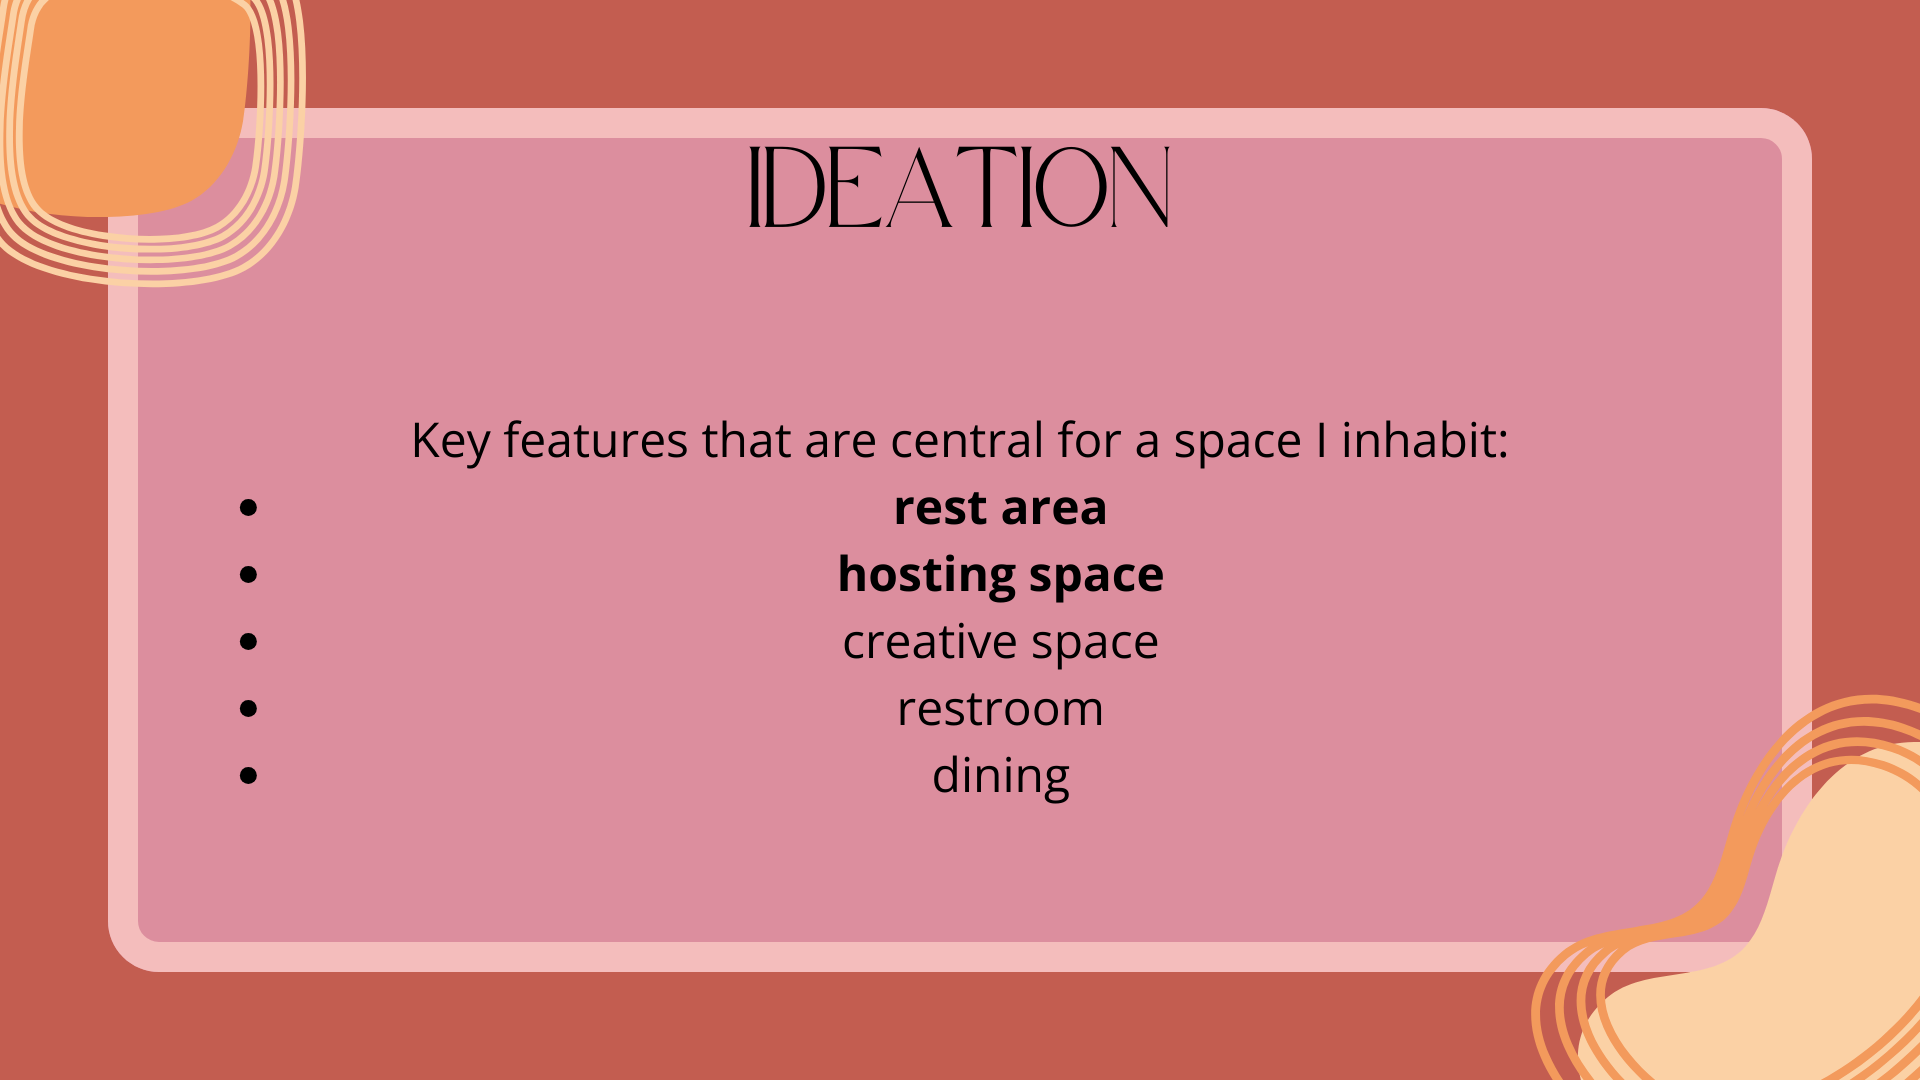 IDEATION
Key features that are central for a space I inhabit:
• rest area
• hosting space
• creative space
• restroom
• dining